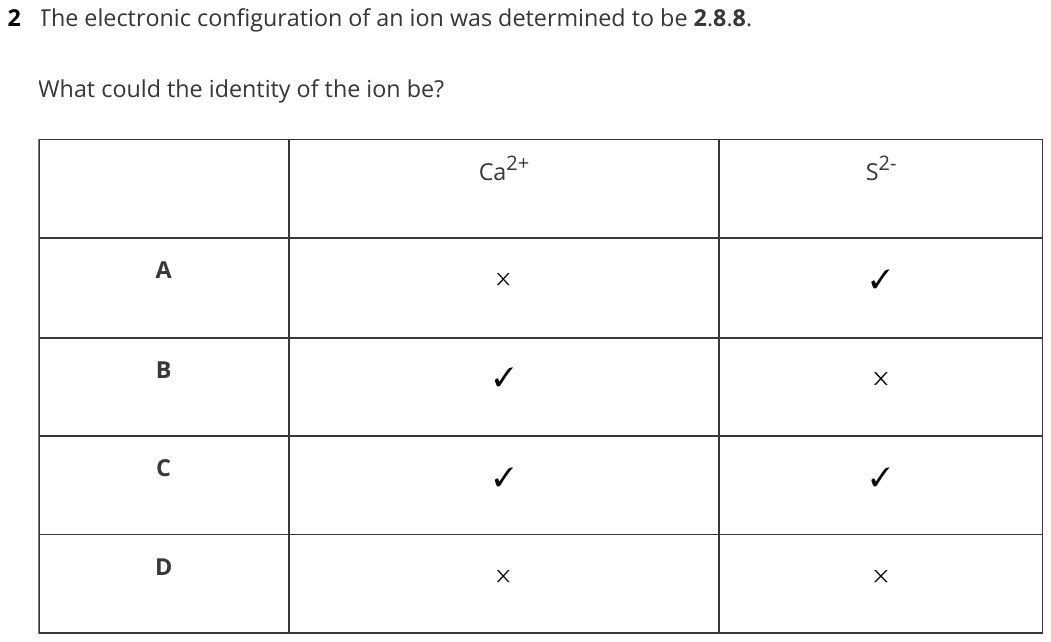 2 The electronic configuration of an ion was determined to be 2.8.8.
What could the identity of the ion be?
Ca²⁺ S²⁻
A × ✓
B ✓ ×
C ✓ ✓
D × ×